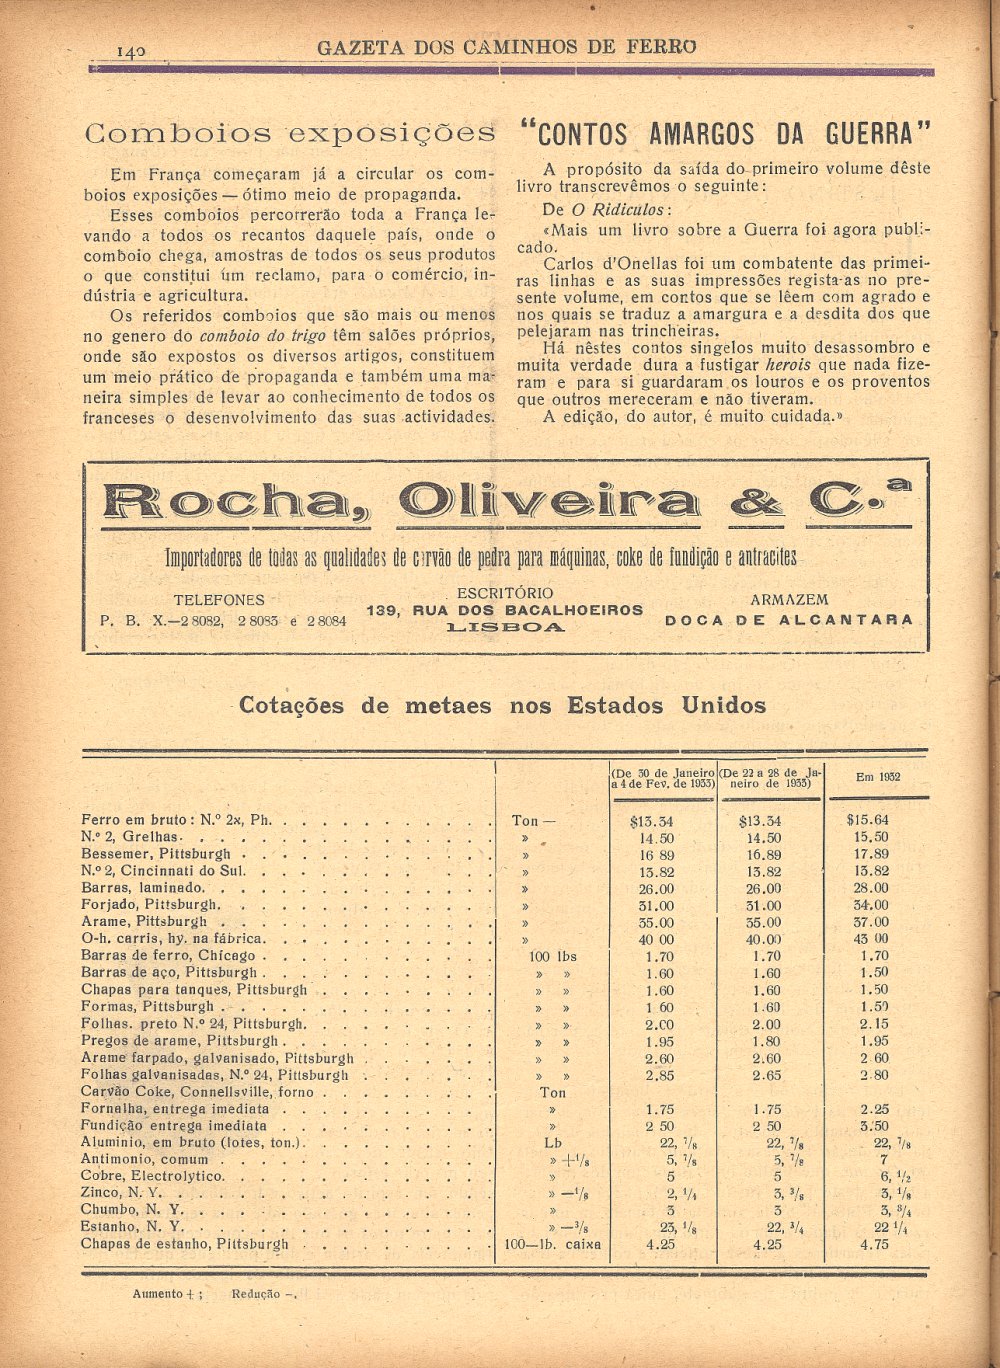 140
GAZETA DOS CAMINHOS DE FERRO
Comboios exposições
Em França começaram já a circular os com-
boios exposições — ótimo meio de propaganda.
Esses comboios percorrerão toda a França le-
vando a todos os recantos daquele país, onde o
comboio chega, amostras de todos os seus produtos
o que constitui um reclamo, para o comércio, in-
dústria e agricultura.
Os referidos comboios que são mais ou menos
no genero do comboio do trigo têm salões próprios,
onde são expostos os diversos artigos, constituem
um meio prático de propaganda e também uma ma-
neira simples de levar ao conhecimento de todos os
franceses o desenvolvimento das suas actividades.
“CONTOS AMARGOS DA GUERRA”
A propósito da saída do primeiro volume dêste
livro transcrevêmos o seguinte:
De O Ridiculos:
«Mais um livro sobre a Guerra foi agora publi-
cado.
Carlos d'Onellas foi um combatente das primei-
ras linhas e as suas impressões regista-as no pre-
sente volume, em contos que se lêem com agrado e
nos quais se traduz a amargura e a desdita dos que
pelejaram nas trincheiras.
Há nêstes contos singelos muito desassombro e
muita verdade dura a fustigar herois que nada fize-
ram e para si guardaram os louros e os proventos
que outros mereceram e não tiveram.
A edição, do autor, é muito cuidada.»
Rocha, Oliveira & C.ª
Importadores de todas as qualidades de carvão de pedra para máquinas, coke de fundição e antracites
TELEFONES
P. B. X.—2 8082, 2 8083 e 2 8084
ESCRITÓRIO
139, RUA DOS BACALHOEIROS
LISBOA
ARMAZEM
DOCA DE ALCANTARA
Cotações de metaes nos Estados Unidos
(De 30 de Janeiro a 4 de Fev. de 1933) (De 22 a 28 de Ja-neiro de 1933) Em 1932
Ferro em bruto: N.º 2x, Ph. Ton — $13.34 $13.34 $15.64
N.º 2, Grelhas » 14.50 14.50 15.50
Bessemer, Pittsburgh » 16 89 16.89 17.89
N.º 2, Cincinnati do Sul. » 13.82 13.82 13.82
Barras, laminado. » 26.00 26.00 28.00
Forjado, Pittsburgh. » 31.00 31.00 34.00
Arame, Pittsburgh » 35.00 35.00 37.00
O-h. carris, hy. na fábrica. » 40 00 40.00 43 00
Barras de ferro, Chicago 100 lbs 1.70 1.70 1.70
Barras de aço, Pittsburgh » » 1.60 1.60 1.50
Chapas para tanques, Pittsburgh » » 1.60 1.60 1.50
Formas, Pittsburgh » » 1 60 1.60 1.50
Folhas. preto N.º 24, Pittsburgh. » » 2.00 2.00 2.15
Pregos de arame, Pittsburgh » » 1.95 1.80 1.95
Arame farpado, galvanisado, Pittsburgh » » 2.60 2.60 2 60
Folhas galvanisadas, N.º 24, Pittsburgh » » 2.85 2.65 2 80
Carvão Coke, Connellsville, forno Ton
Fornalha, entrega imediata » 1.75 1.75 2.25
Fundição entrega imediata » 2 50 2 50 3.50
Aluminio, em bruto (lotes, ton.). Lb 22, 7/8 22, 7/8 22, 7/8
Antimonio, comum » +1/8 5, 7/8 5, 7/8 7
Cobre, Electrolytico. » 5 5 6, 1/2
Zinco, N. Y. » —1/8 2, 1/4 3, 3/8 3, 1/8
Chumbo, N. Y. » 3 3 3, 3/4
Estanho, N. Y. » —3/8 23, 1/8 22, 3/4 22 1/4
Chapas de estanho, Pittsburgh 100—lb. caixa 4.25 4.25 4.75
Aumento + ; Redução –.